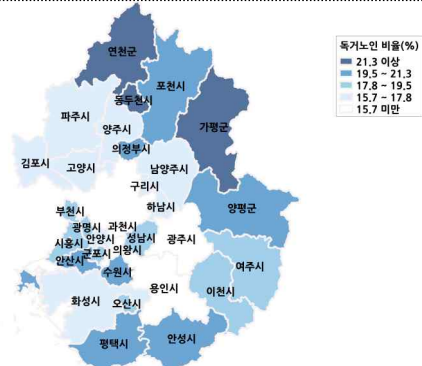 독거노인 비율(%)
21.3 이상
19.5 ~ 21.3
17.8 ~ 19.5
15.7 ~ 17.8
15.7 미만
연천군
포천시
동두천시
파주시
가평군
양주시
의정부시
김포시
고양시
남양주시
구리시
하남시
양평군
부천시
광명시
과천시
시흥시
안양시
성남시
광주시
군포시
의왕시
안산시
수원시
여주시
이천시
용인시
화성시
오산시
평택시
안성시